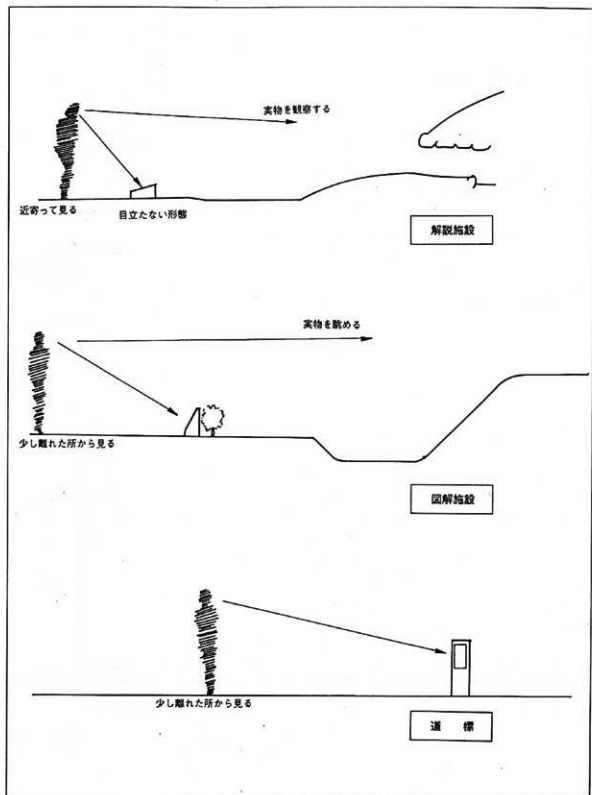 実物を観察する
近寄って見る
目立たない形態
解説施設
実物を眺める
少し離れた所から見る
図解施設
少し離れた所から見る
道 標